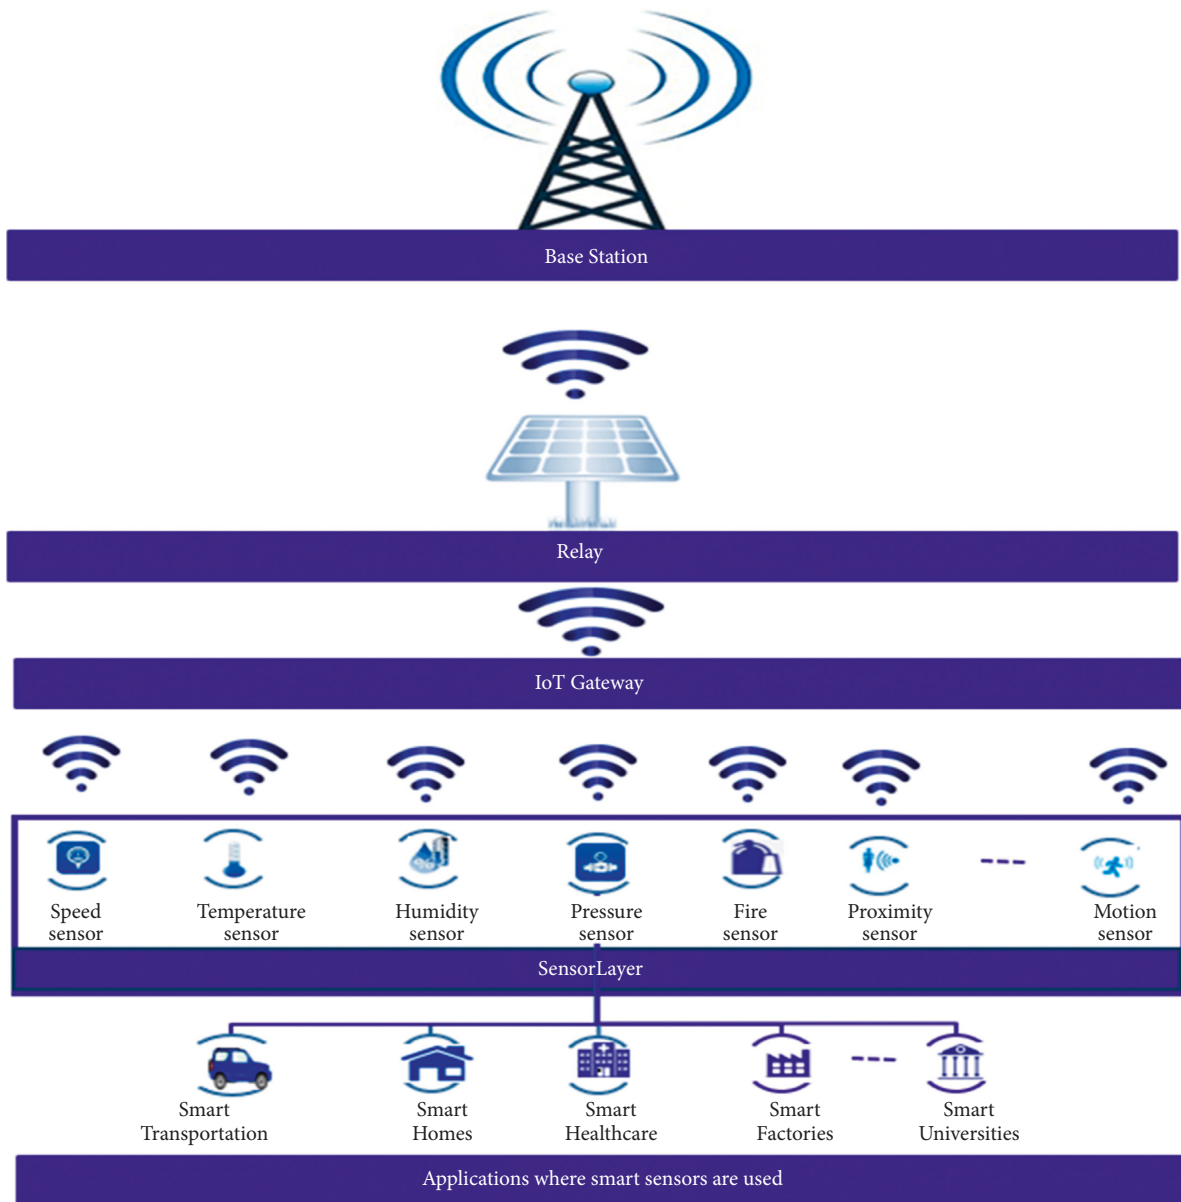 Base Station
Relay
IoT Gateway
Speed
sensor
Temperature
sensor
Humidity
sensor
Pressure
sensor
Fire
sensor
Proximity
sensor
Motion
sensor
SensorLayer
Smart
Transportation
Smart
Homes
Smart
Healthcare
Smart
Factories
Smart
Universities
Applications where smart sensors are used